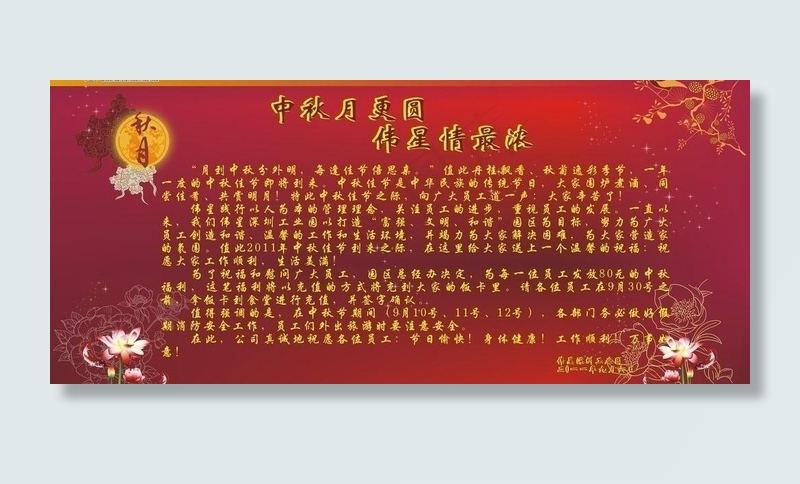 中秋月更圆
伟星情最浓
秋月
“月到中秋分外明，每逢佳节倍思亲。”值此丹桂飘香、秋菊透彩季节，一年
一度的中秋佳节即将到来。中秋佳节是中华民族的传统节日，大家围炉煮酒，同
尝佳肴、共赏明月！特此中秋佳节之际，向广大员工道一声：大家辛苦了！
伟星践行以人为本的管理理念，关注员工的进步、重视员工的发展。一直以
来，我们伟星深圳工业园以打造“富强、文明、和谐”园区为目标，努力为广大
员工创造和谐、温馨的工作和生活环境，并竭力为大家解决困难，为大家营造家
的氛围。值此2011年中秋佳节到来之际，在这里给大家送上一个温馨的祝福：祝
愿大家工作顺利、生活美满！
为了祝福和慰问广大员工，园区总经办决定，为每一位员工发放80元的中秋
福利，这笔福利将以充值的方式将充到大家的饭卡里。请各位员工在9月30号之
前，拿饭卡到食堂进行充值，并签字确认。。
值得强调的是，在中秋节期间（9月10号、11号、12号），各部门务必做好假
期消防安全工作，员工们外出旅游时要注意安全。
在此，公司真诚地祝愿各位员工：节日愉快！身体健康！工作顺利！万事如
意！
伟星深圳工业园